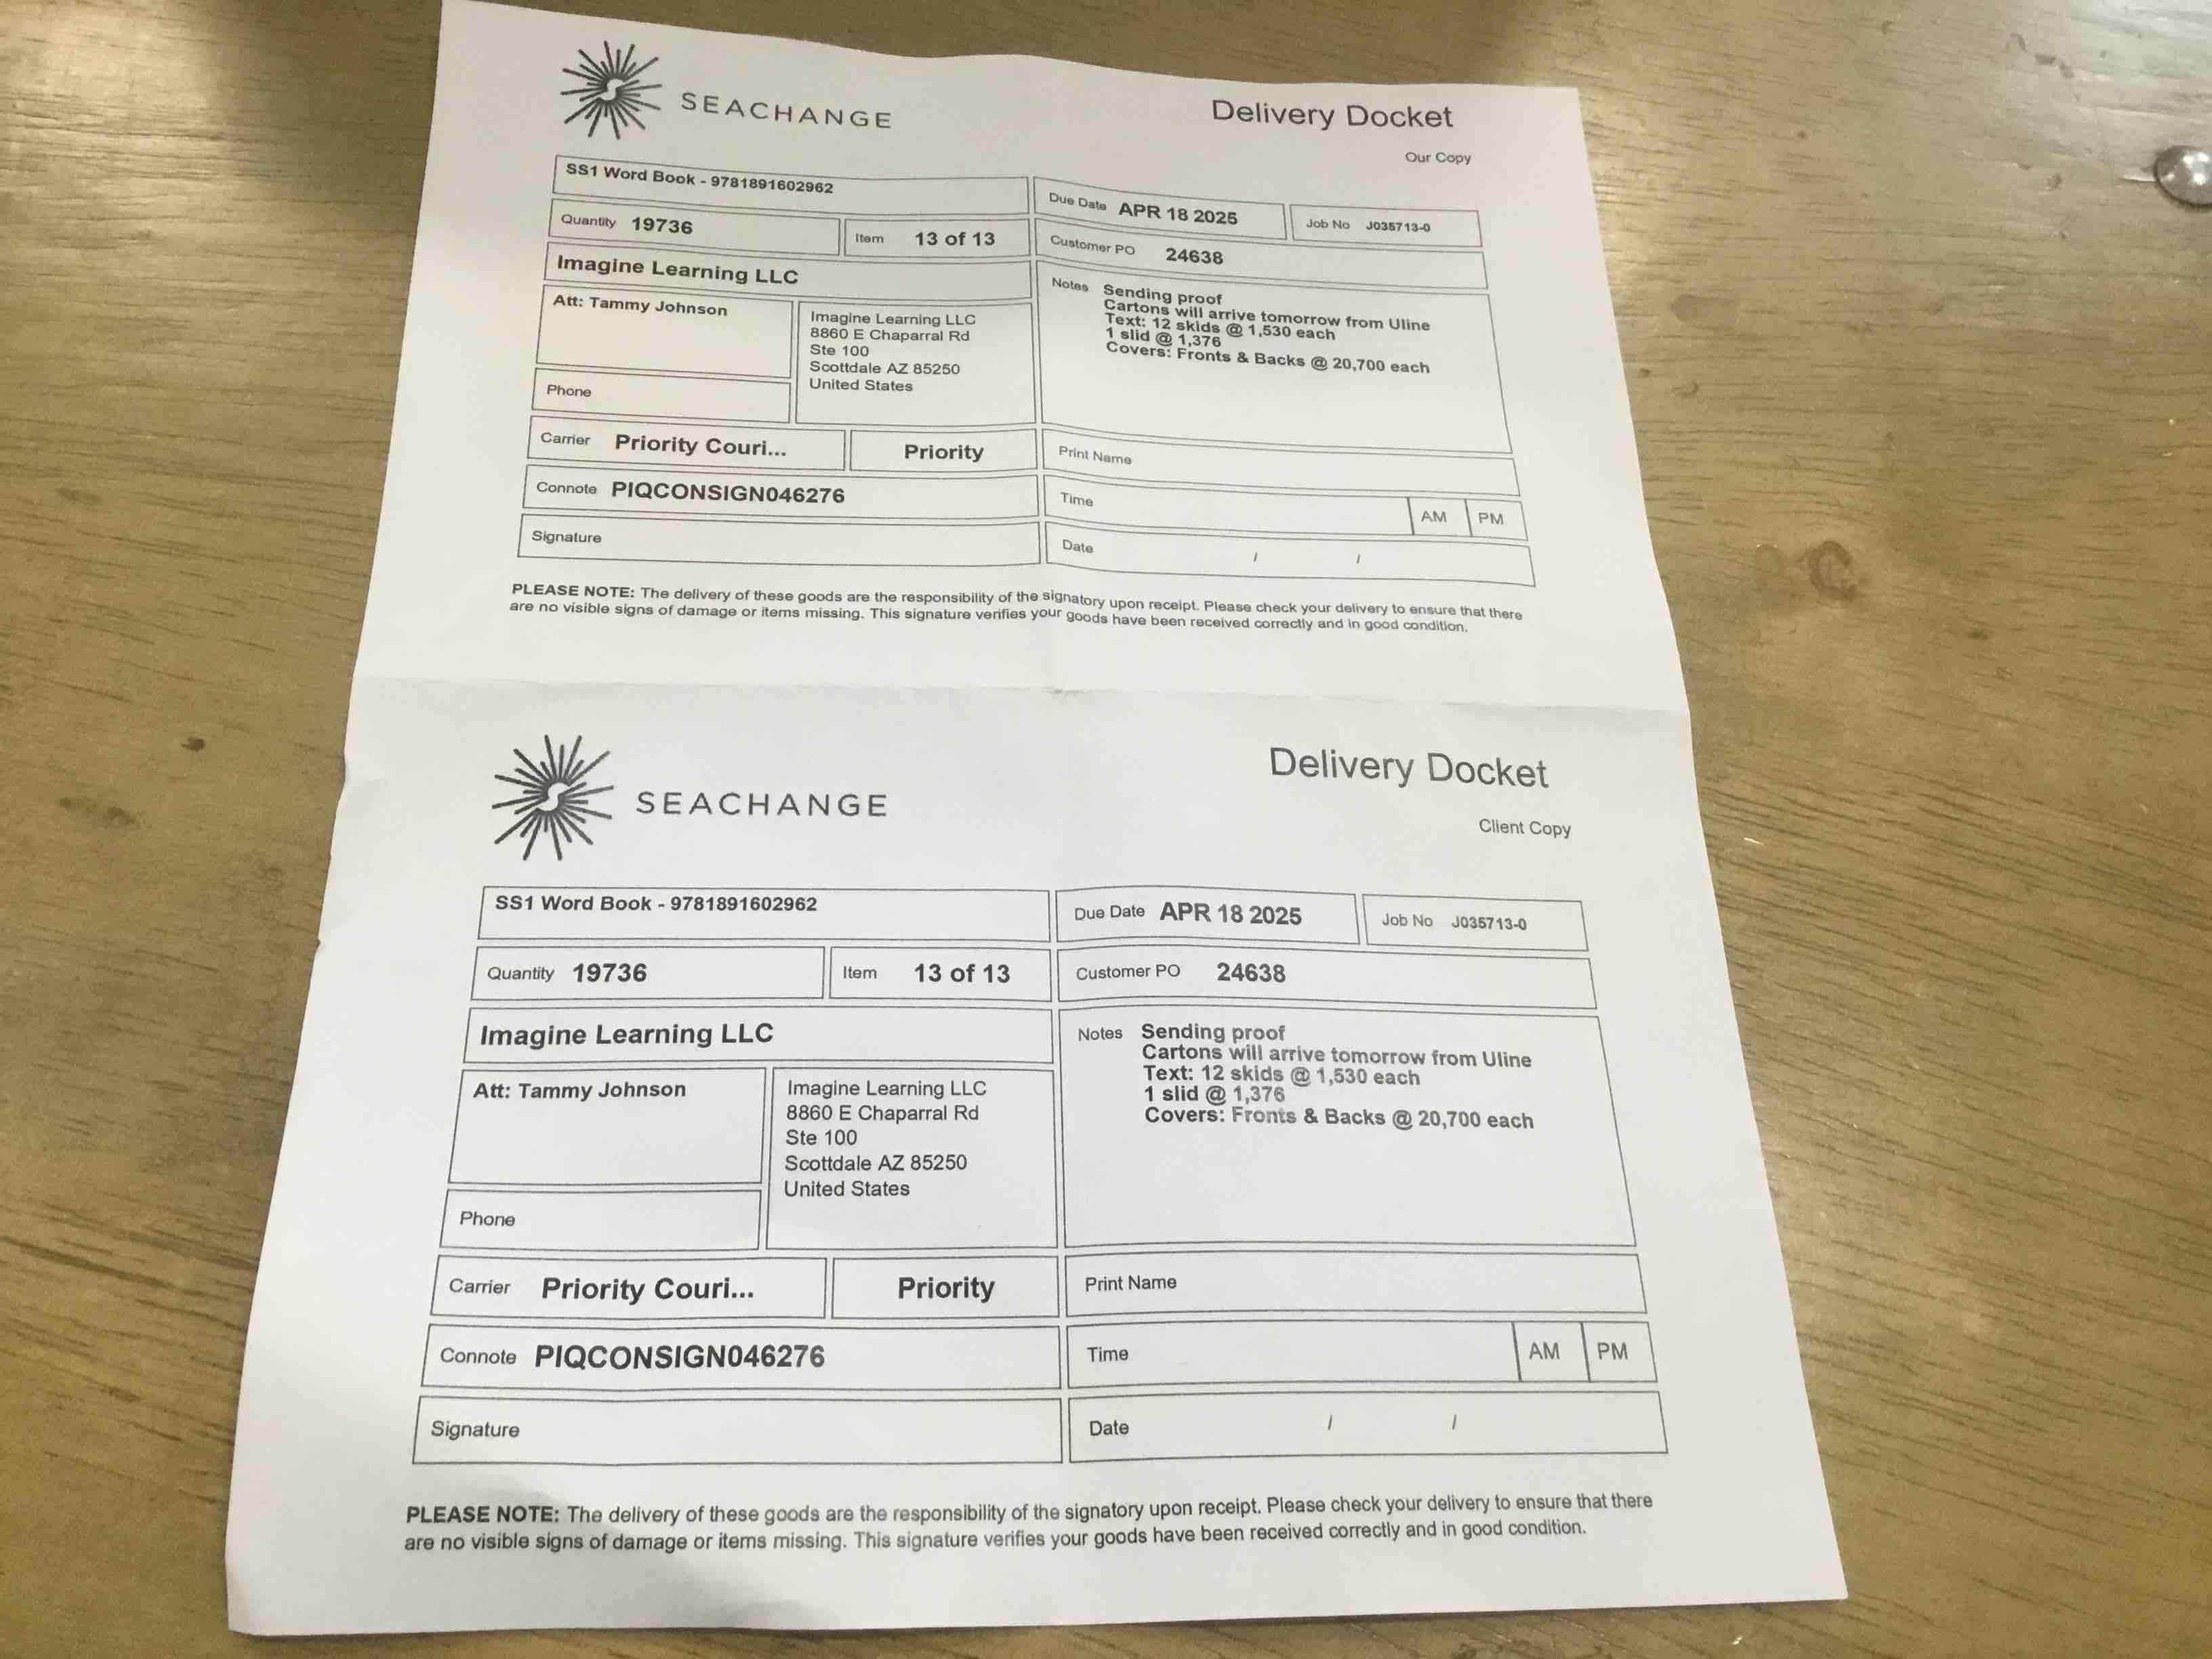 SEACHANGE
Delivery Docket
Our Copy
SS1 Word Book - 9781891602962
Due Date APR 18 2025
Job No J035713-0
Quantity 19736
Item 13 of 13
Customer PO 24638
Imagine Learning LLC
Notes Sending proof
Cartons will arrive tomorrow from Uline
Text: 12 skids @ 1,530 each
1 slid @ 1,376
Covers: Fronts & Backs @ 20,700 each
Att: Tammy Johnson
Imagine Learning LLC
8860 E Chaparral Rd
Ste 100
Scottdale AZ 85250
United States
Phone
Carrier Priority Couri...
Priority
Print Name
Connote PIQCONSIGN046276
Time
AM
PM
Signature
Date / /
PLEASE NOTE: The delivery of these goods are the responsibility of the signatory upon receipt. Please check your delivery to ensure that there
are no visible signs of damage or items missing. This signature verifies your goods have been received correctly and in good condition.
SEACHANGE
Delivery Docket
Client Copy
SS1 Word Book - 9781891602962
Due Date APR 18 2025
Job No J035713-0
Quantity 19736
Item 13 of 13
Customer PO 24638
Imagine Learning LLC
Notes Sending proof
Cartons will arrive tomorrow from Uline
Text: 12 skids @ 1,530 each
1 slid @ 1,376
Covers: Fronts & Backs @ 20,700 each
Att: Tammy Johnson
Imagine Learning LLC
8860 E Chaparral Rd
Ste 100
Scottdale AZ 85250
United States
Phone
Carrier Priority Couri...
Priority
Print Name
Connote PIQCONSIGN046276
Time
AM
PM
Signature
Date / /
PLEASE NOTE: The delivery of these goods are the responsibility of the signatory upon receipt. Please check your delivery to ensure that there
are no visible signs of damage or items missing. This signature verifies your goods have been received correctly and in good condition.